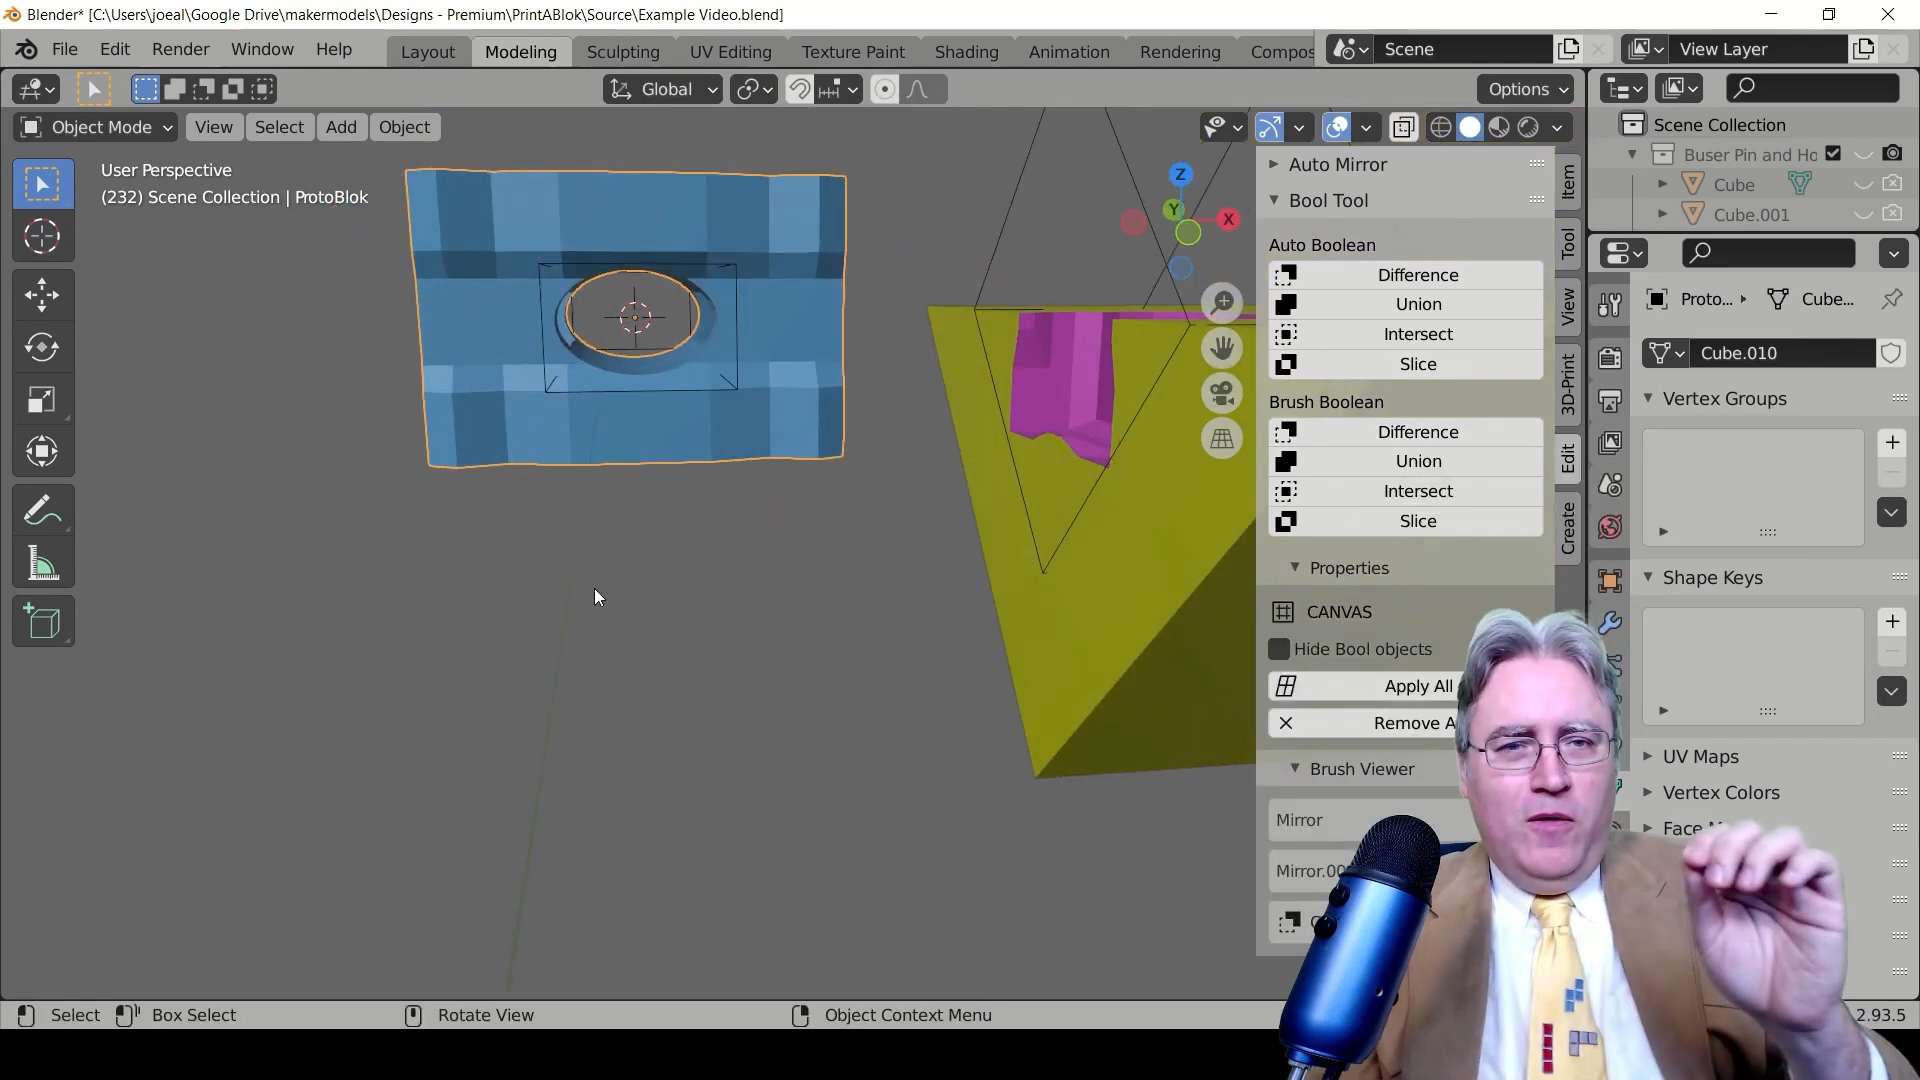 Blender* [C:\Users\joeal\Google Drive\makermodels\Designs - Premium\PrintABlok\Source\Example Video.blend]
File Edit Render Window Help Layout Modeling Sculpting UV Editing Texture Paint Shading Animation Rendering Compos Scene View Layer
Global Options
Object Mode View Select Add Object
Scene Collection
Buser Pin and Ho
Cube
Cube.001
User Perspective
(232) Scene Collection | ProtoBlok
Z
Y
X
Auto Mirror
Bool Tool
Auto Boolean
Difference
Union
Intersect
Slice
Brush Boolean
Difference
Union
Intersect
Slice
Properties
CANVAS
Hide Bool objects
Apply All
Remove A
Brush Viewer
Mirror
Mirror.00
Item
Tool
View
3D-Print
Edit
Create
Proto... Cube...
Cube.010
Vertex Groups
Shape Keys
UV Maps
Vertex Colors
Face
Select Box Select Rotate View Object Context Menu
2.93.5